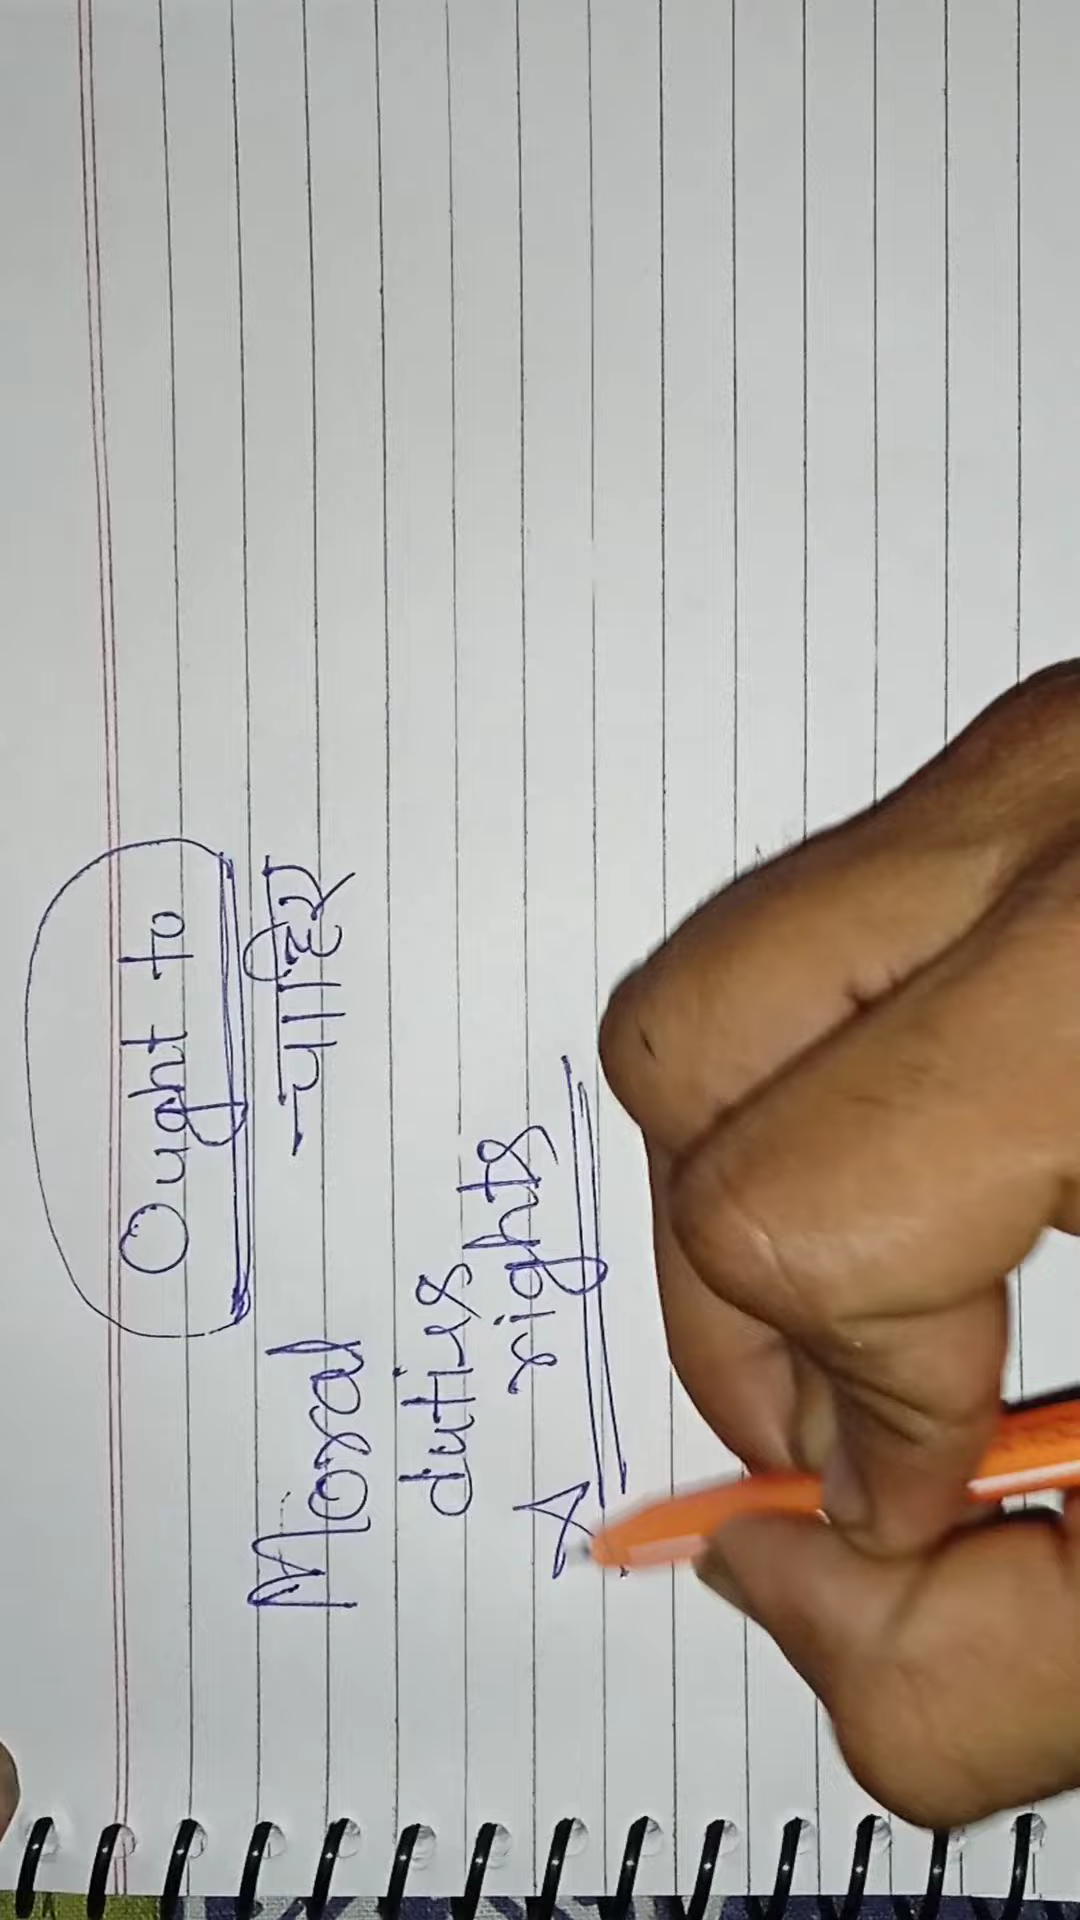 Ought to
चाहिए
Moral
duties
rights